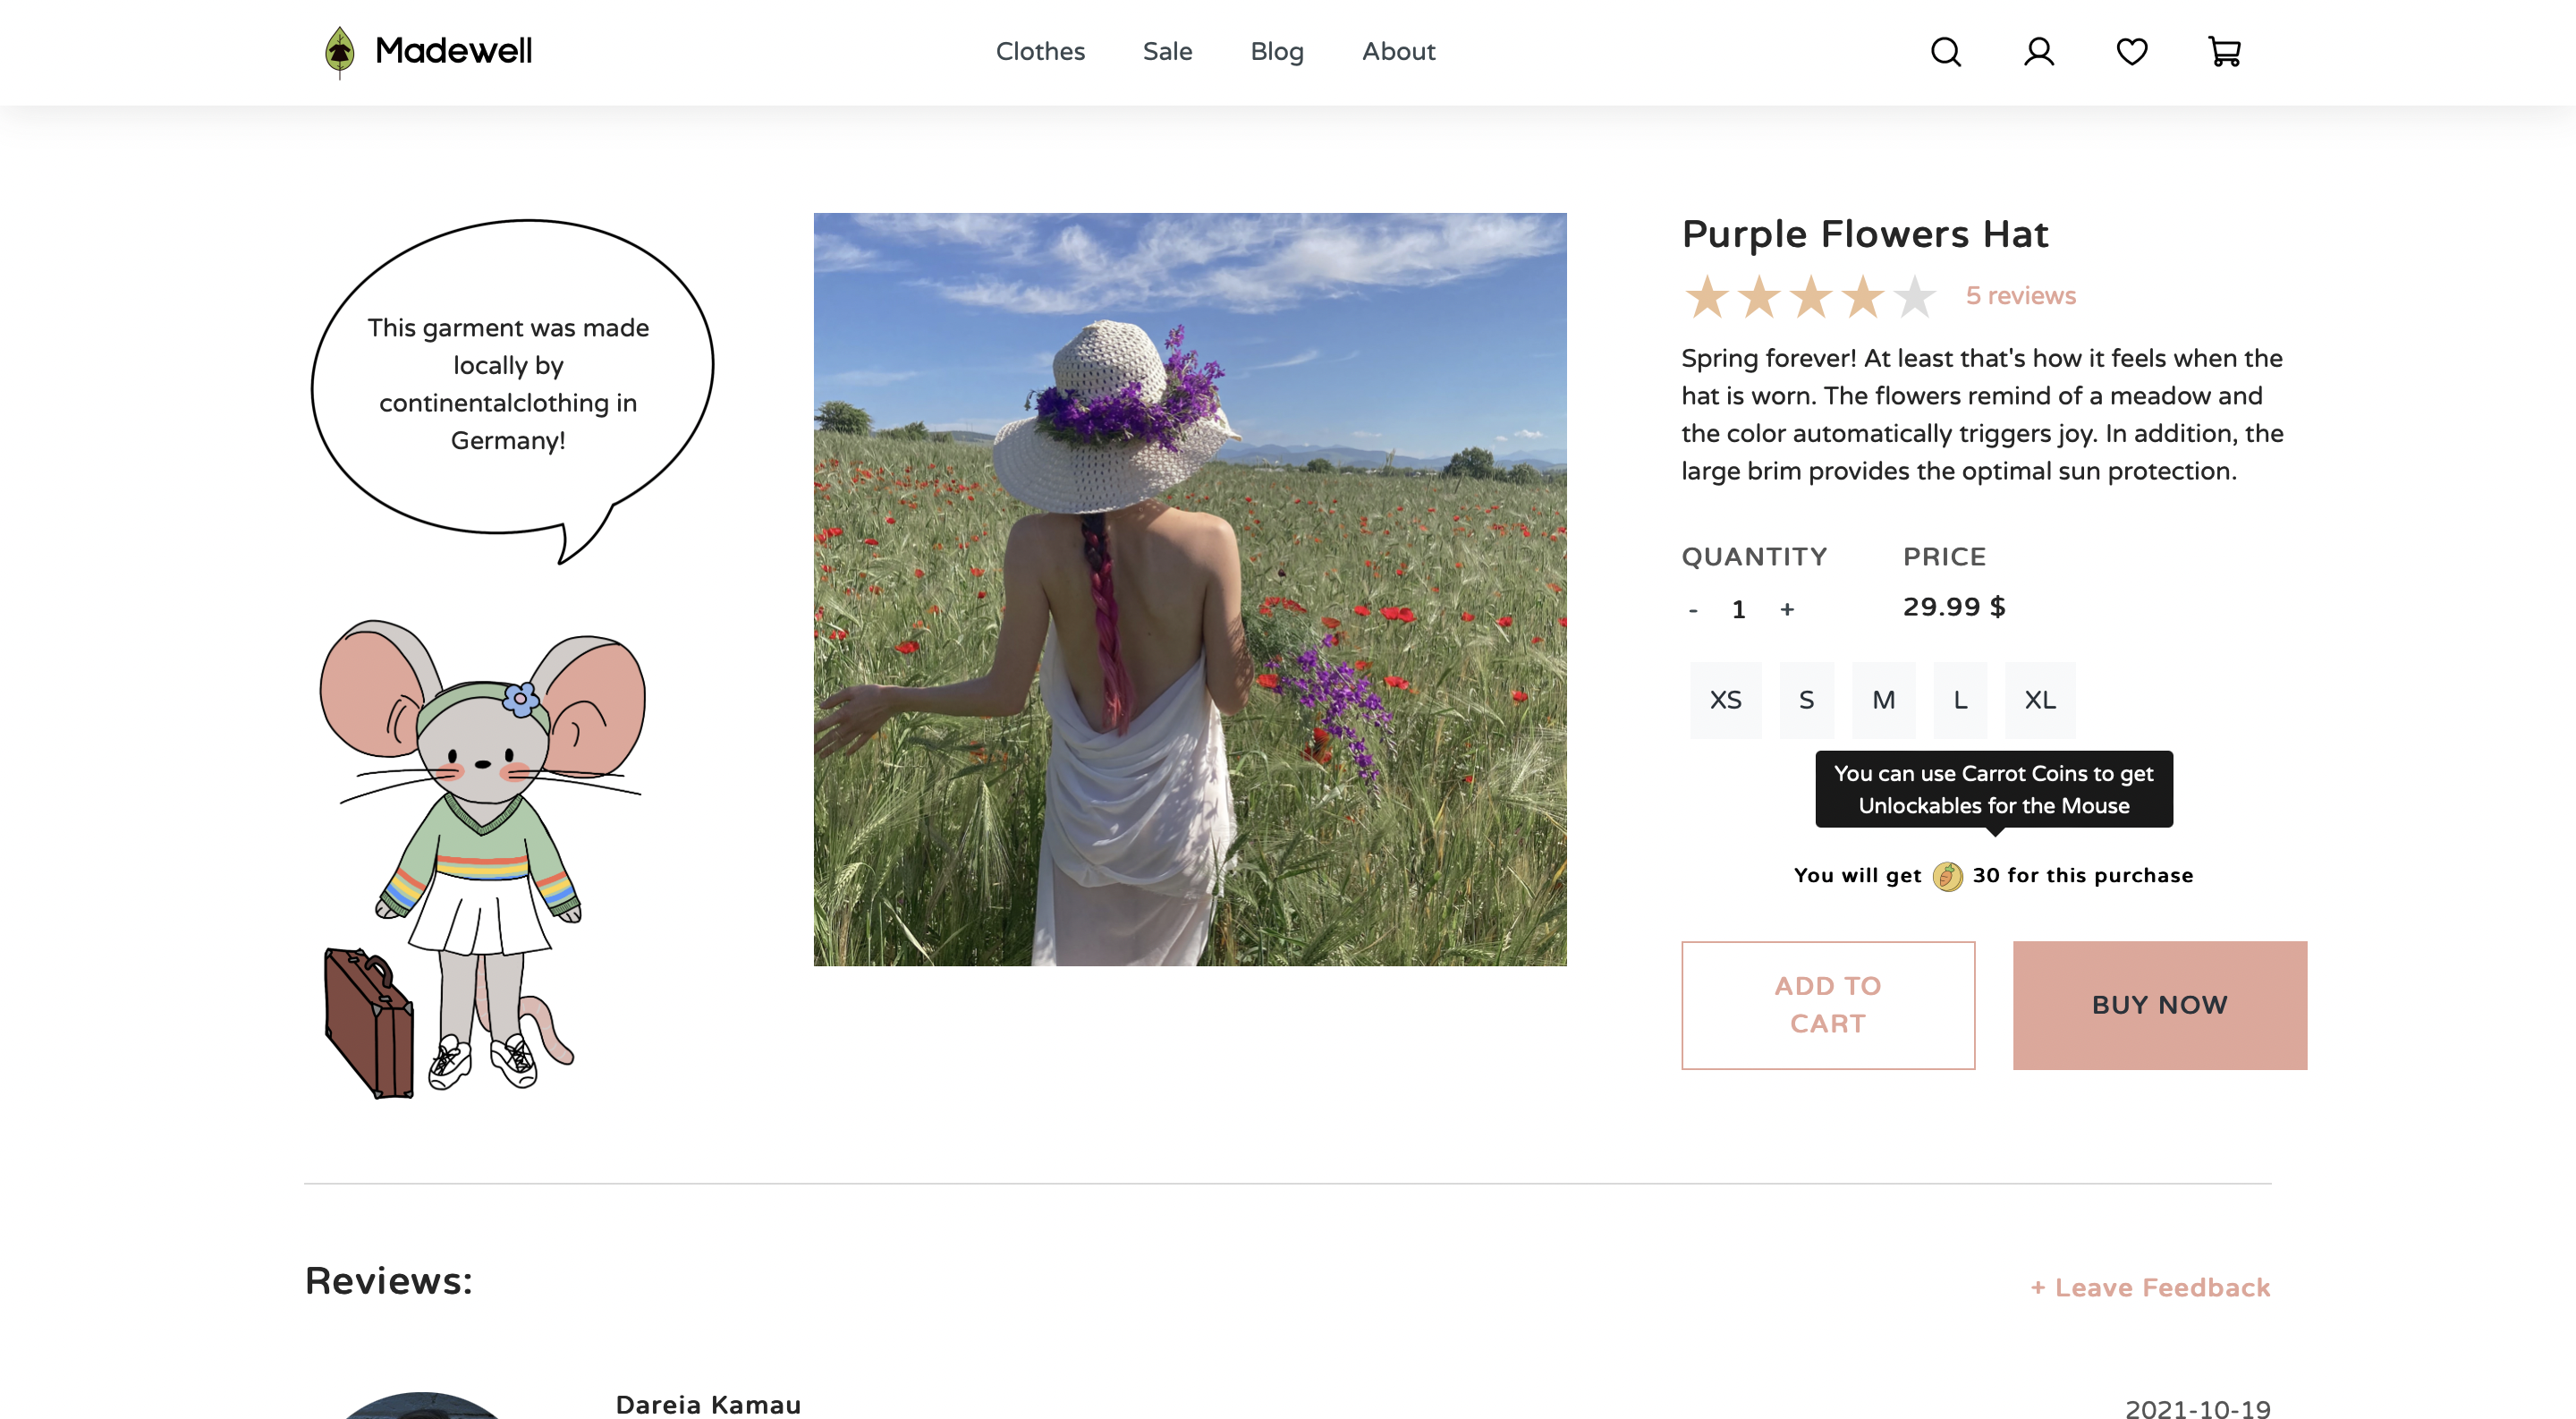 Madewell
Clothes
Sale
Blog
About
This garment was made
locally by
continentalclothing in
Germany!
Purple Flowers Hat
5 reviews
Spring forever! At least that's how it feels when the
hat is worn. The flowers remind of a meadow and
the color automatically triggers joy. In addition, the
large brim provides the optimal sun protection.
QUANTITY
PRICE
- 1 +
29.99 $
XS
S
M
L
XL
You can use Carrot Coins to get
Unlockables for the Mouse
You will get 30 for this purchase
ADD TO
CART
BUY NOW
Reviews:
+ Leave Feedback
Dareia Kamau
2021-10-19